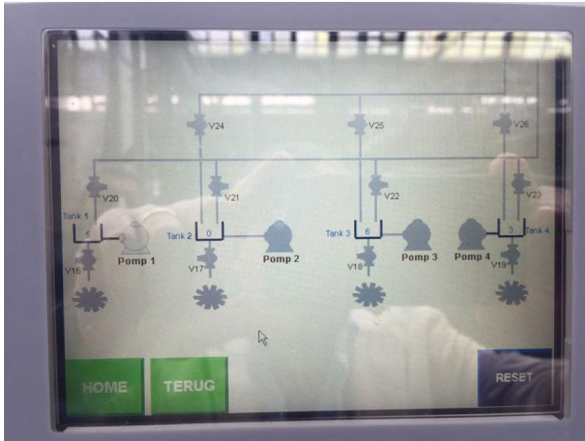 V24 V25 V26
V20 V21 V22 V23
Tank 1 5 Tank 2 0 Tank 3 6 3 Tank 4
Pomp 1 Pomp 2 Pomp 3 Pomp 4
V16 V17 V18 V19
HOME TERUG RESET